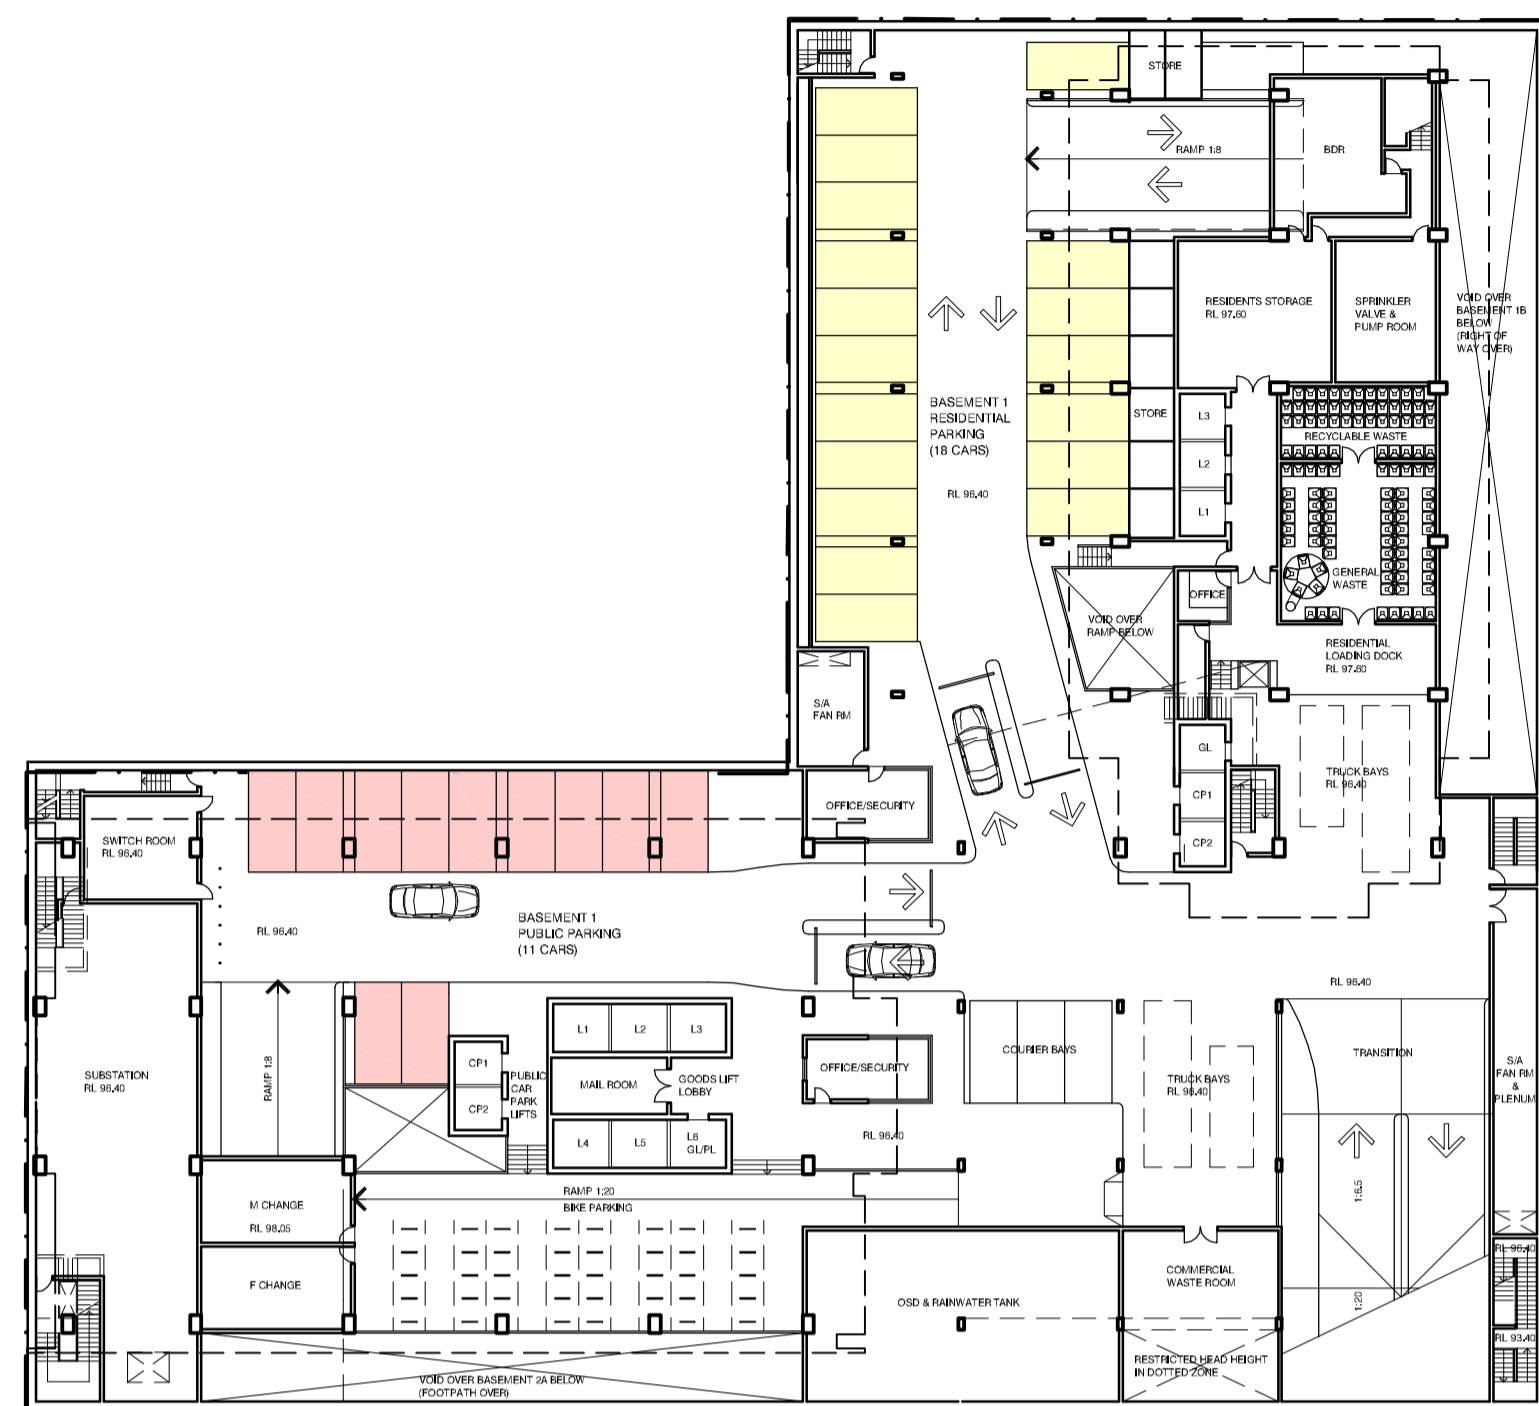 STORE
RAMP 1:8
BDR
RESIDENTS STORAGE
RL 97.60
SPRINKLER
VALVE &
PUMP ROOM
VOID OVER
BASEMENT 1B
BELOW
(RIGHT OF
WAY OVER)
BASEMENT 1
RESIDENTIAL
PARKING
(18 CARS)
RL 96.40
STORE
L3
L2
L1
RECYCLABLE WASTE
GENERAL
WASTE
OFFICE
VOID OVER
RAMP BELOW
RESIDENTIAL
LOADING DOCK
RL 97.60
S/A
FAN RM
GL
CP1
CP2
TRUCK BAYS
RL 96.40
OFFICE/SECURITY
SWITCH ROOM
RL 96.40
RL 96.40
BASEMENT 1
PUBLIC PARKING
(11 CARS)
RL 96.40
SUBSTATION
RL 96.40
RAMP 1:8
CP1
CP2
PUBLIC
CAR
PARK
LIFTS
L1
L2
L3
MAIL ROOM
GOODS LIFT
LOBBY
L4
L5
L6
GL/PL
OFFICE/SECURITY
RL 96.40
COURIER BAYS
TRUCK BAYS
RL 96.40
TRANSITION
1:6.5
1:20
S/A
FAN RM
&
PLENUM
RL 96.40
RL 93.40
M CHANGE
RL 98.05
F CHANGE
RAMP 1:20
BIKE PARKING
OSD & RAINWATER TANK
COMMERCIAL
WASTE ROOM
RESTRICTED HEAD HEIGHT
IN DOTTED ZONE
VOID OVER BASEMENT 2A BELOW
(FOOTPATH OVER)